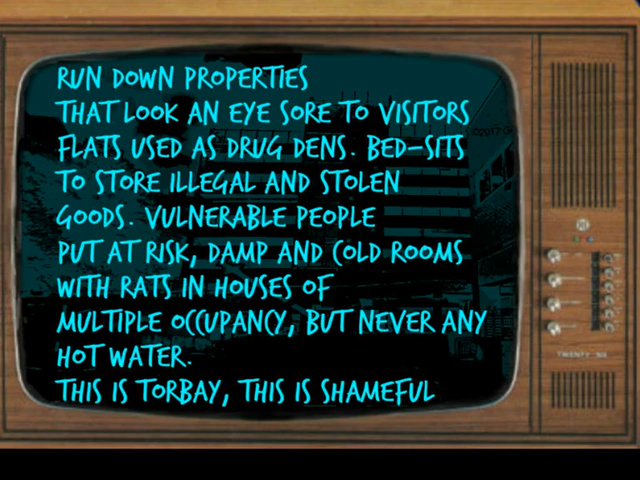 RUN DOWN PROPERTIES
THAT LOOK AN EYE SORE TO VISITORS
FLATS USED AS DRUG DENS. BED-SITS
TO STORE ILLEGAL AND STOLEN
GOODS. VULNERABLE PEOPLE
PUT AT RISK, DAMP AND COLD ROOMS
WITH RATS IN HOUSES OF
MULTIPLE OCCUPANCY, BUT NEVER ANY
HOT WATER.
THIS IS TORBAY, THIS IS SHAMEFUL
TWENTY SIX